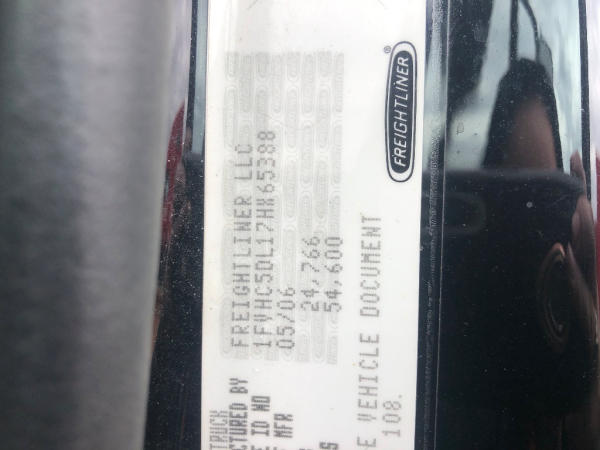 FREIGHTLINER
TRUCK
CTURED BY FREIGHTLINER LLC
E ID NO 1FVHC5DL17HX65388
MFR 05/06
24,766
S 54,600
E VEHICLE DOCUMENT
108.